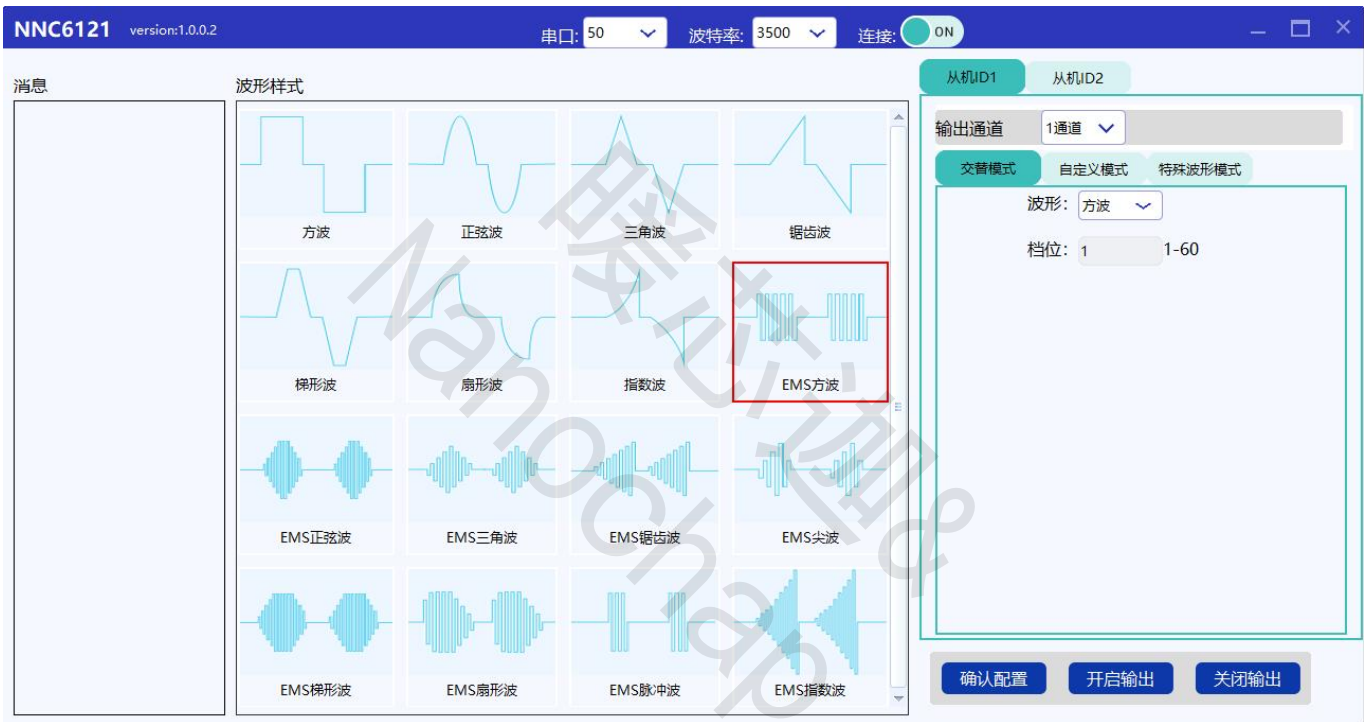 NNC6121 version:1.0.0.2 串口: 50 波特率: 3500 连接: ON
消息
波形样式
方波 正弦波 三角波 锯齿波
梯形波 扇形波 指数波 EMS方波
EMS正弦波 EMS三角波 EMS锯齿波 EMS尖波
EMS梯形波 EMS扇形波 EMS脉冲波 EMS指数波
从机ID1 从机ID2
输出通道 1通道
交替模式 自定义模式 特殊波形模式
波形: 方波
档位: 1 1-60
确认配置 开启输出 关闭输出
暖芯迦&
Nanochap